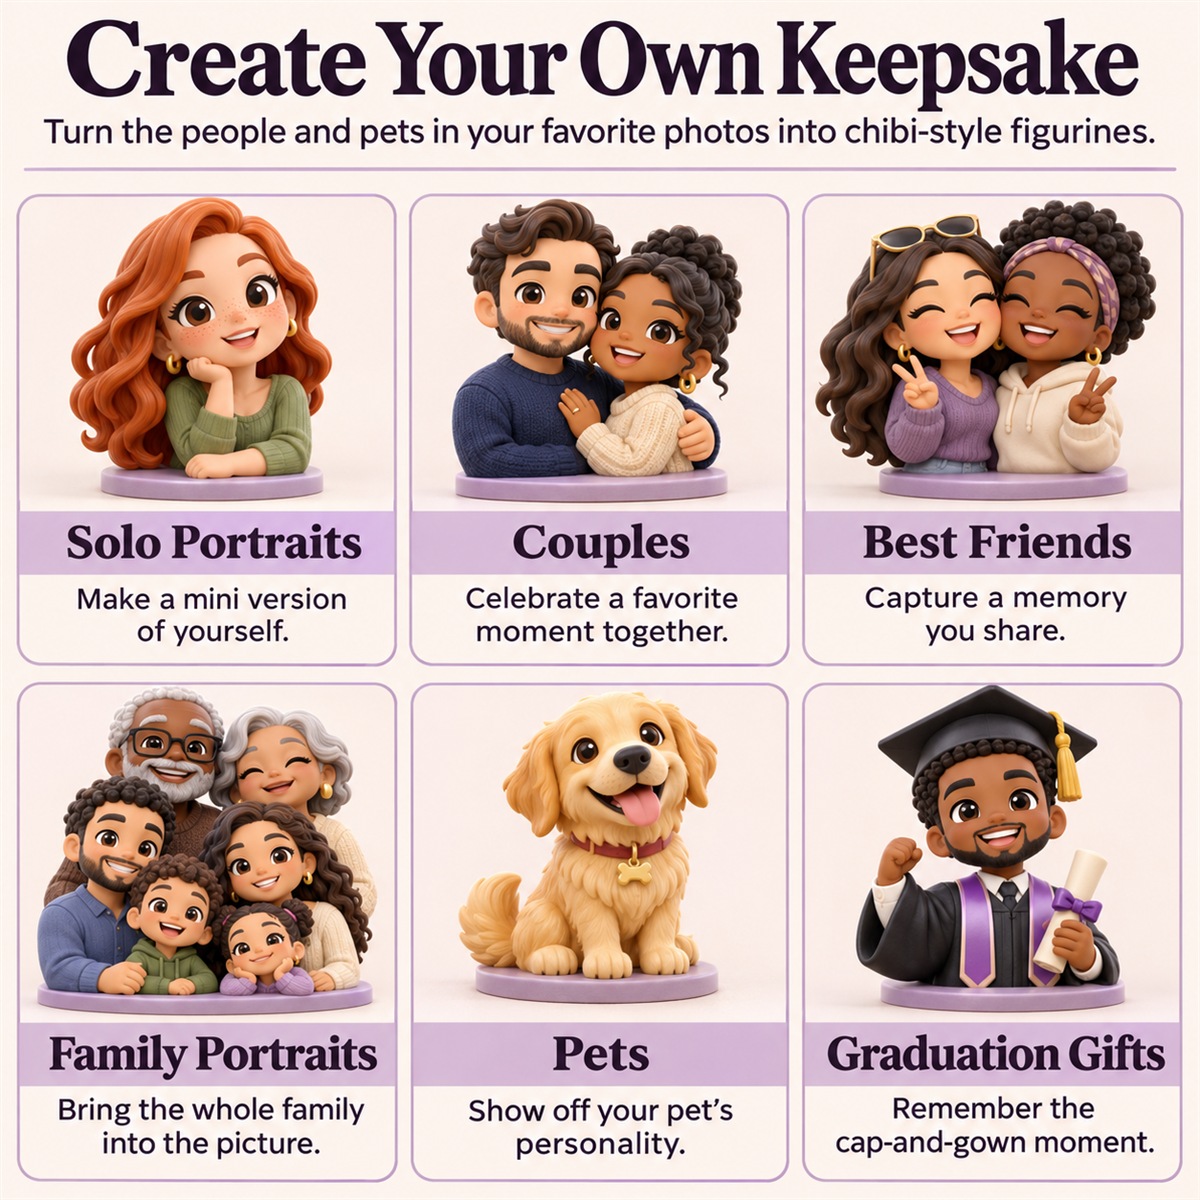 Create Your Own Keepsake
Turn the people and pets in your favorite photos into chibi-style figurines.
Solo Portraits
Make a mini version
of yourself.
Couples
Celebrate a favorite
moment together.
Best Friends
Capture a memory
you share.
Family Portraits
Bring the whole family
into the picture.
Pets
Show off your pet's
personality.
Graduation Gifts
Remember the
cap-and-gown moment.